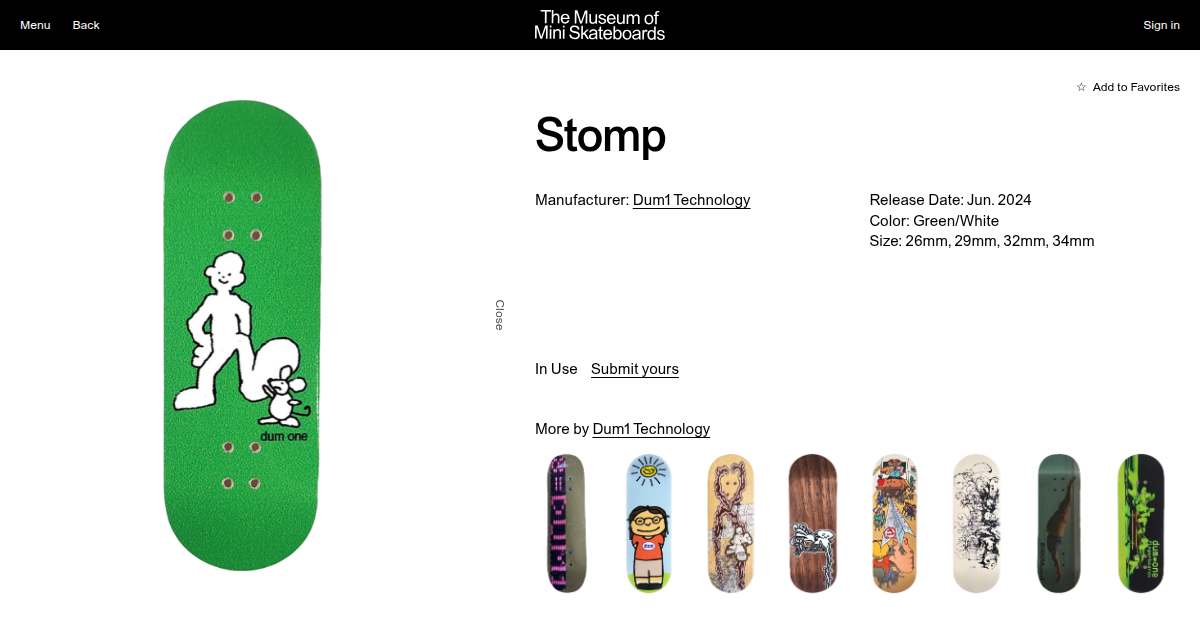 Menu
Back
The Museum of
Mini Skateboards
Sign in
☆ Add to Favorites
Stomp
Manufacturer: Dum1 Technology
Release Date: Jun. 2024
Color: Green/White
Size: 26mm, 29mm, 32mm, 34mm
Close
dum one
In Use
Submit yours
More by Dum1 Technology